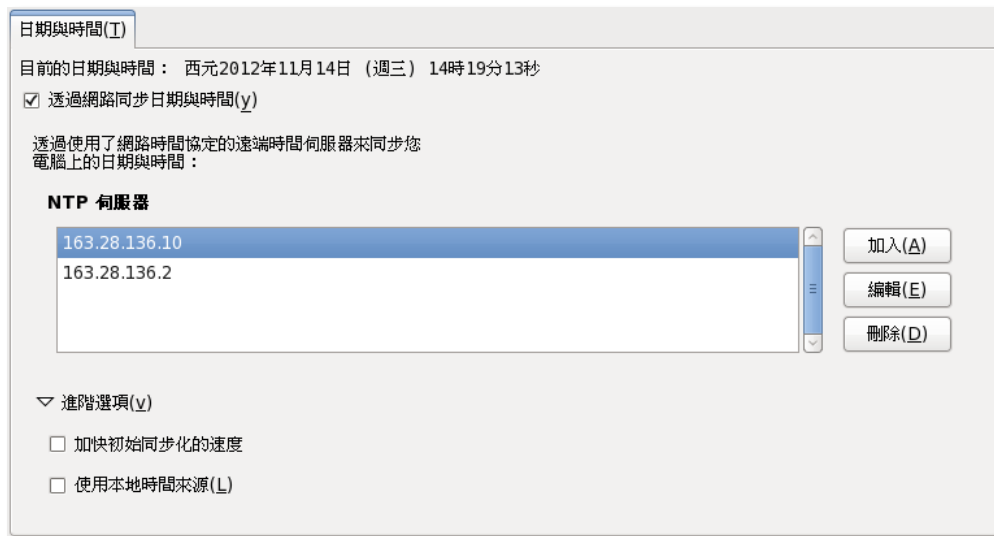 日期與時間(T)
目前的日期與時間： 西元2012年11月14日 (週三) 14時19分13秒
透過網路同步日期與時間(y)
透過使用了網路時間協定的遠端時間伺服器來同步您
電腦上的日期與時間：
NTP 伺服器
163.28.136.10
163.28.136.2
加入(A)
編輯(E)
刪除(D)
進階選項(v)
加快初始同步化的速度
使用本地時間來源(L)